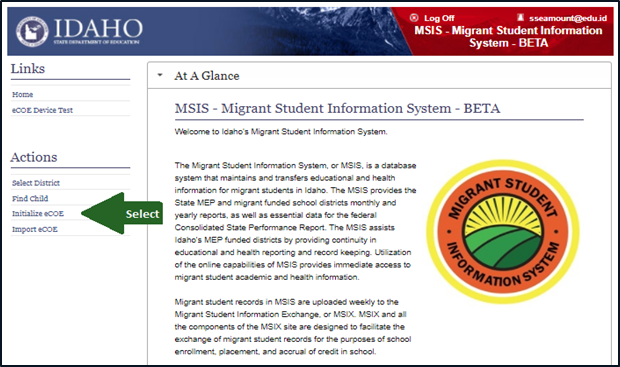 IDAHO
STATE DEPARTMENT OF EDUCATION
Log Off
sseamount@edu.id
MSIS - Migrant Student Information
System - BETA
Links
Home
eCOE Device Test
Actions
Select District
Find Child
Initialize eCOE
Import eCOE
Select
At A Glance
MSIS - Migrant Student Information System - BETA
Welcome to Idaho's Migrant Student Information System.
The Migrant Student Information System, or MSIS, is a database
system that maintains and transfers educational and health
information for migrant students in Idaho. The MSIS provides the
State MEP and migrant funded school districts monthly and
yearly reports, as well as essential data for the federal
Consolidated State Performance Report. The MSIS assists
Idaho's MEP funded districts by providing continuity in
educational and health reporting and record keeping. Utilization
of the online capabilities of MSIS provides immediate access to
migrant student academic and health information.
Migrant student records in MSIS are uploaded weekly to the
Migrant Student Information Exchange, or MSIX. MSIX and all
the components of the MSIX site are designed to facilitate the
exchange of migrant student records for the purposes of school
enrollment, placement, and accrual of credit in school.
MIGRANT STUDENT
INFORMATION SYSTEM